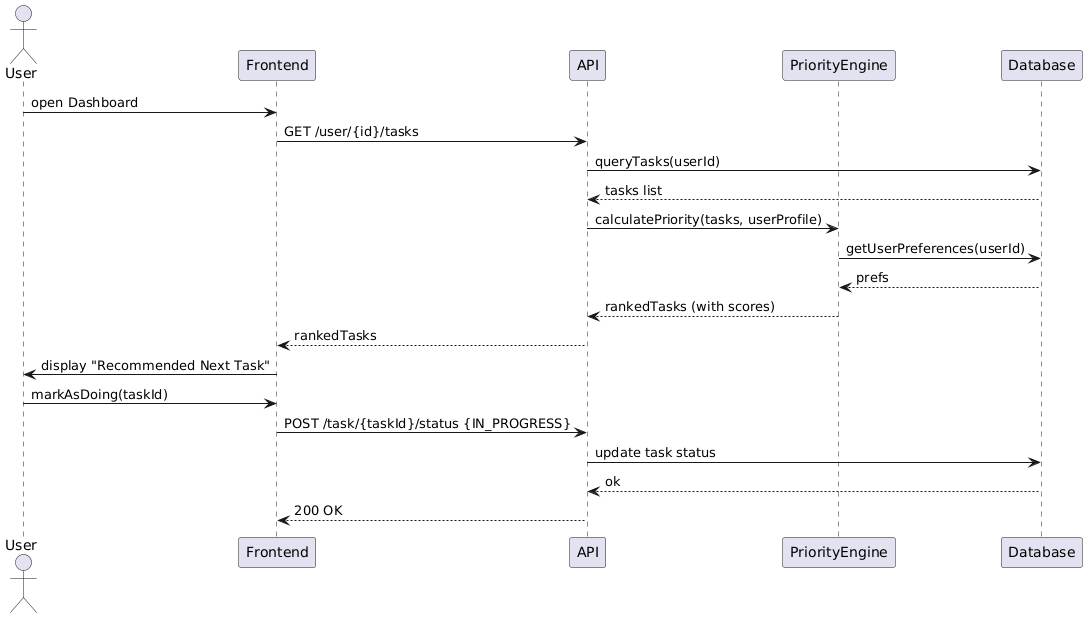 User
Frontend
API
PriorityEngine
Database
open Dashboard
GET /user/{id}/tasks
queryTasks(userId)
tasks list
calculatePriority(tasks, userProfile)
getUserPreferences(userId)
prefs
rankedTasks (with scores)
rankedTasks
display "Recommended Next Task"
markAsDoing(taskId)
POST /task/{taskId}/status {IN_PROGRESS}
update task status
ok
200 OK
User
Frontend
API
PriorityEngine
Database